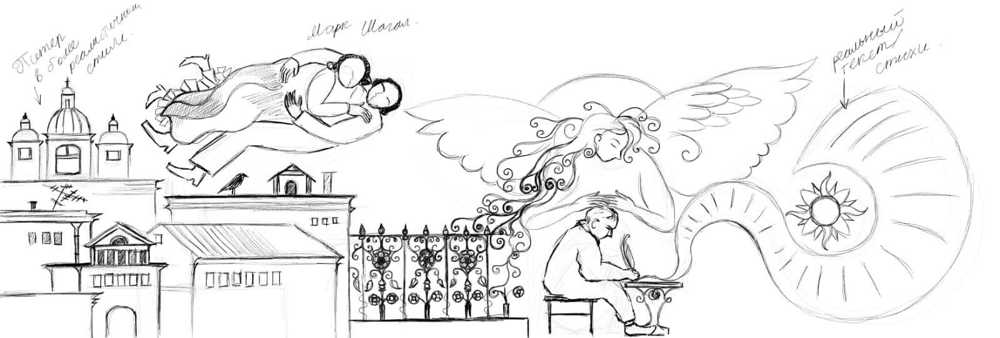 Питер
в более
реалистичном
стиле.
Марк Шагал.
реальный
текст/
стихи.